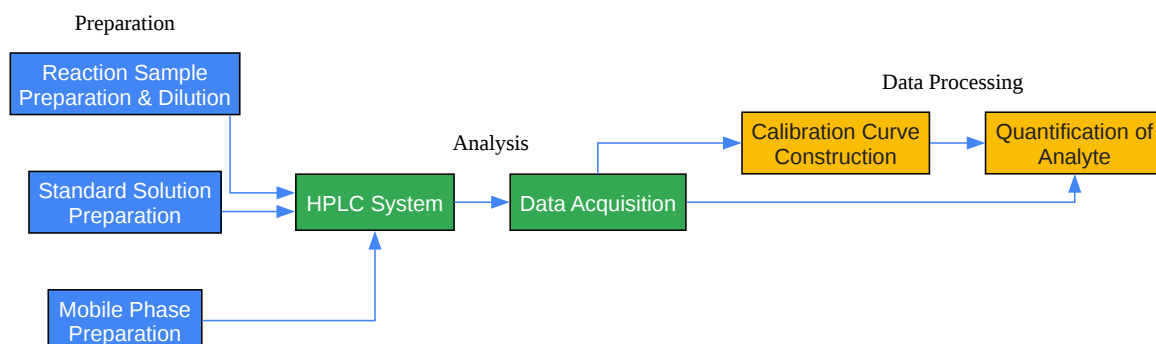 Preparation
Reaction Sample
Preparation & Dilution
Standard Solution
Preparation
Mobile Phase
Preparation
Analysis
HPLC System
Data Acquisition
Data Processing
Calibration Curve
Construction
Quantification of
Analyte